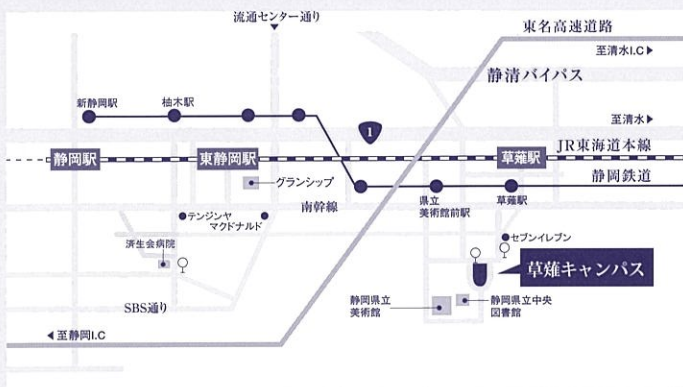 流通センター通り
東名高速道路
至清水I.C
静清バイパス
新静岡駅
柚木駅
至清水
1
JR東海道本線
静岡駅
東静岡駅
草薙駅
グランシップ
静岡鉄道
南幹線
県立
美術館前駅
草薙駅
テンジンヤ
マクドナルド
セブンイレブン
済生会病院
草薙キャンパス
SBS通り
静岡県立
美術館
静岡県立中央
図書館
至静岡I.C